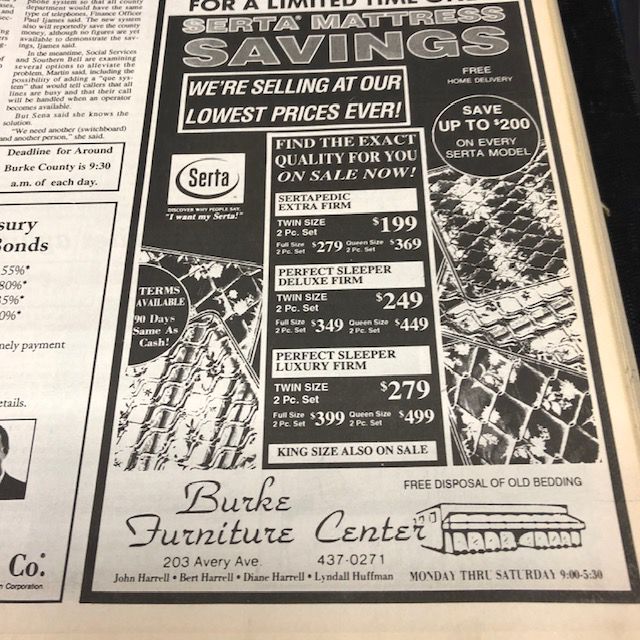 phone system so that all county
department would have the same
type of telephones, Finance Officer
Paul Ijames said. The new system
also will reportedly save the county
money, although no figures are yet
available to demonstrate the sav-
ings, Ijames said.
In the meantime, Social Services
and Southern Bell are examining
several options to alleviate the
problem, Martin said, including the
possibility of adding a "que sys-
tem" that would tell callers that all
lines are busy and that their call
will be handled when an operator
becomes available.
But Sena said she knows the
solution.
"We need another (switchboard)
and another person," she said.
Deadline for Around
Burke County is 9:30
a.m. of each day.
sury
Bonds
55%*
80%*
35%*
0%*
nely payment
etails.
Co:
n Corporation.
FOR A LIMITED TIME
SERTA® MATTRESS
SAVINGS
WE'RE SELLING AT OUR
LOWEST PRICES EVER!
FREE
HOME DELIVERY
SAVE
UP TO $200
ON EVERY
SERTA MODEL
Serta
DISCOVER WHY PEOPLE SAY,
"I want my Serta!"
FIND THE EXACT
QUALITY FOR YOU
ON SALE NOW!
SERTAPEDIC
EXTRA FIRM
TWIN SIZE
2 Pc. Set $199
Full Size
2 Pc. Set $279 Queen Size
2 Pc. Set $369
PERFECT SLEEPER
DELUXE FIRM
TWIN SIZE
2 Pc. Set $249
Full Size
2 Pc. Set $349 Queen Size
2 Pc. Set $449
PERFECT SLEEPER
LUXURY FIRM
TWIN SIZE
2 Pc. Set $279
Full Size
2 Pc. Set $399 Queen Size
2 Pc. Set $499
KING SIZE ALSO ON SALE
TERMS
AVAILABLE
90 Days
Same As
Cash!
FREE DISPOSAL OF OLD BEDDING
Burke
Furniture Center
203 Avery Ave. 437-0271
John Harrell • Bert Harrell • Diane Harrell • Lyndall Huffman
MONDAY THRU SATURDAY 9:00-5:30